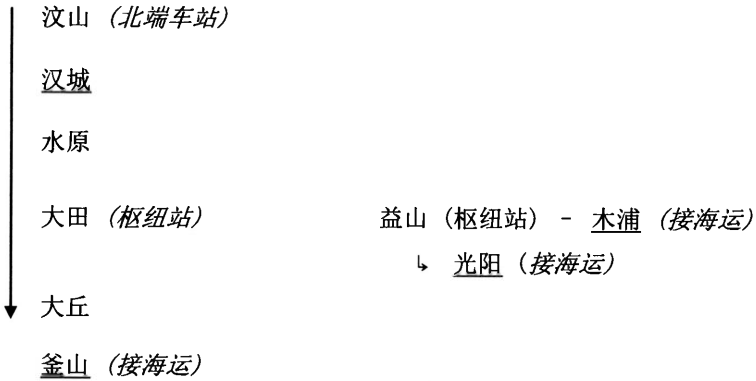 汶山 (北端车站)
汉城
水原
大田 (枢纽站) 益山 (枢纽站) - 木浦 (接海运)
↳ 光阳 (接海运)
大丘
釜山 (接海运)